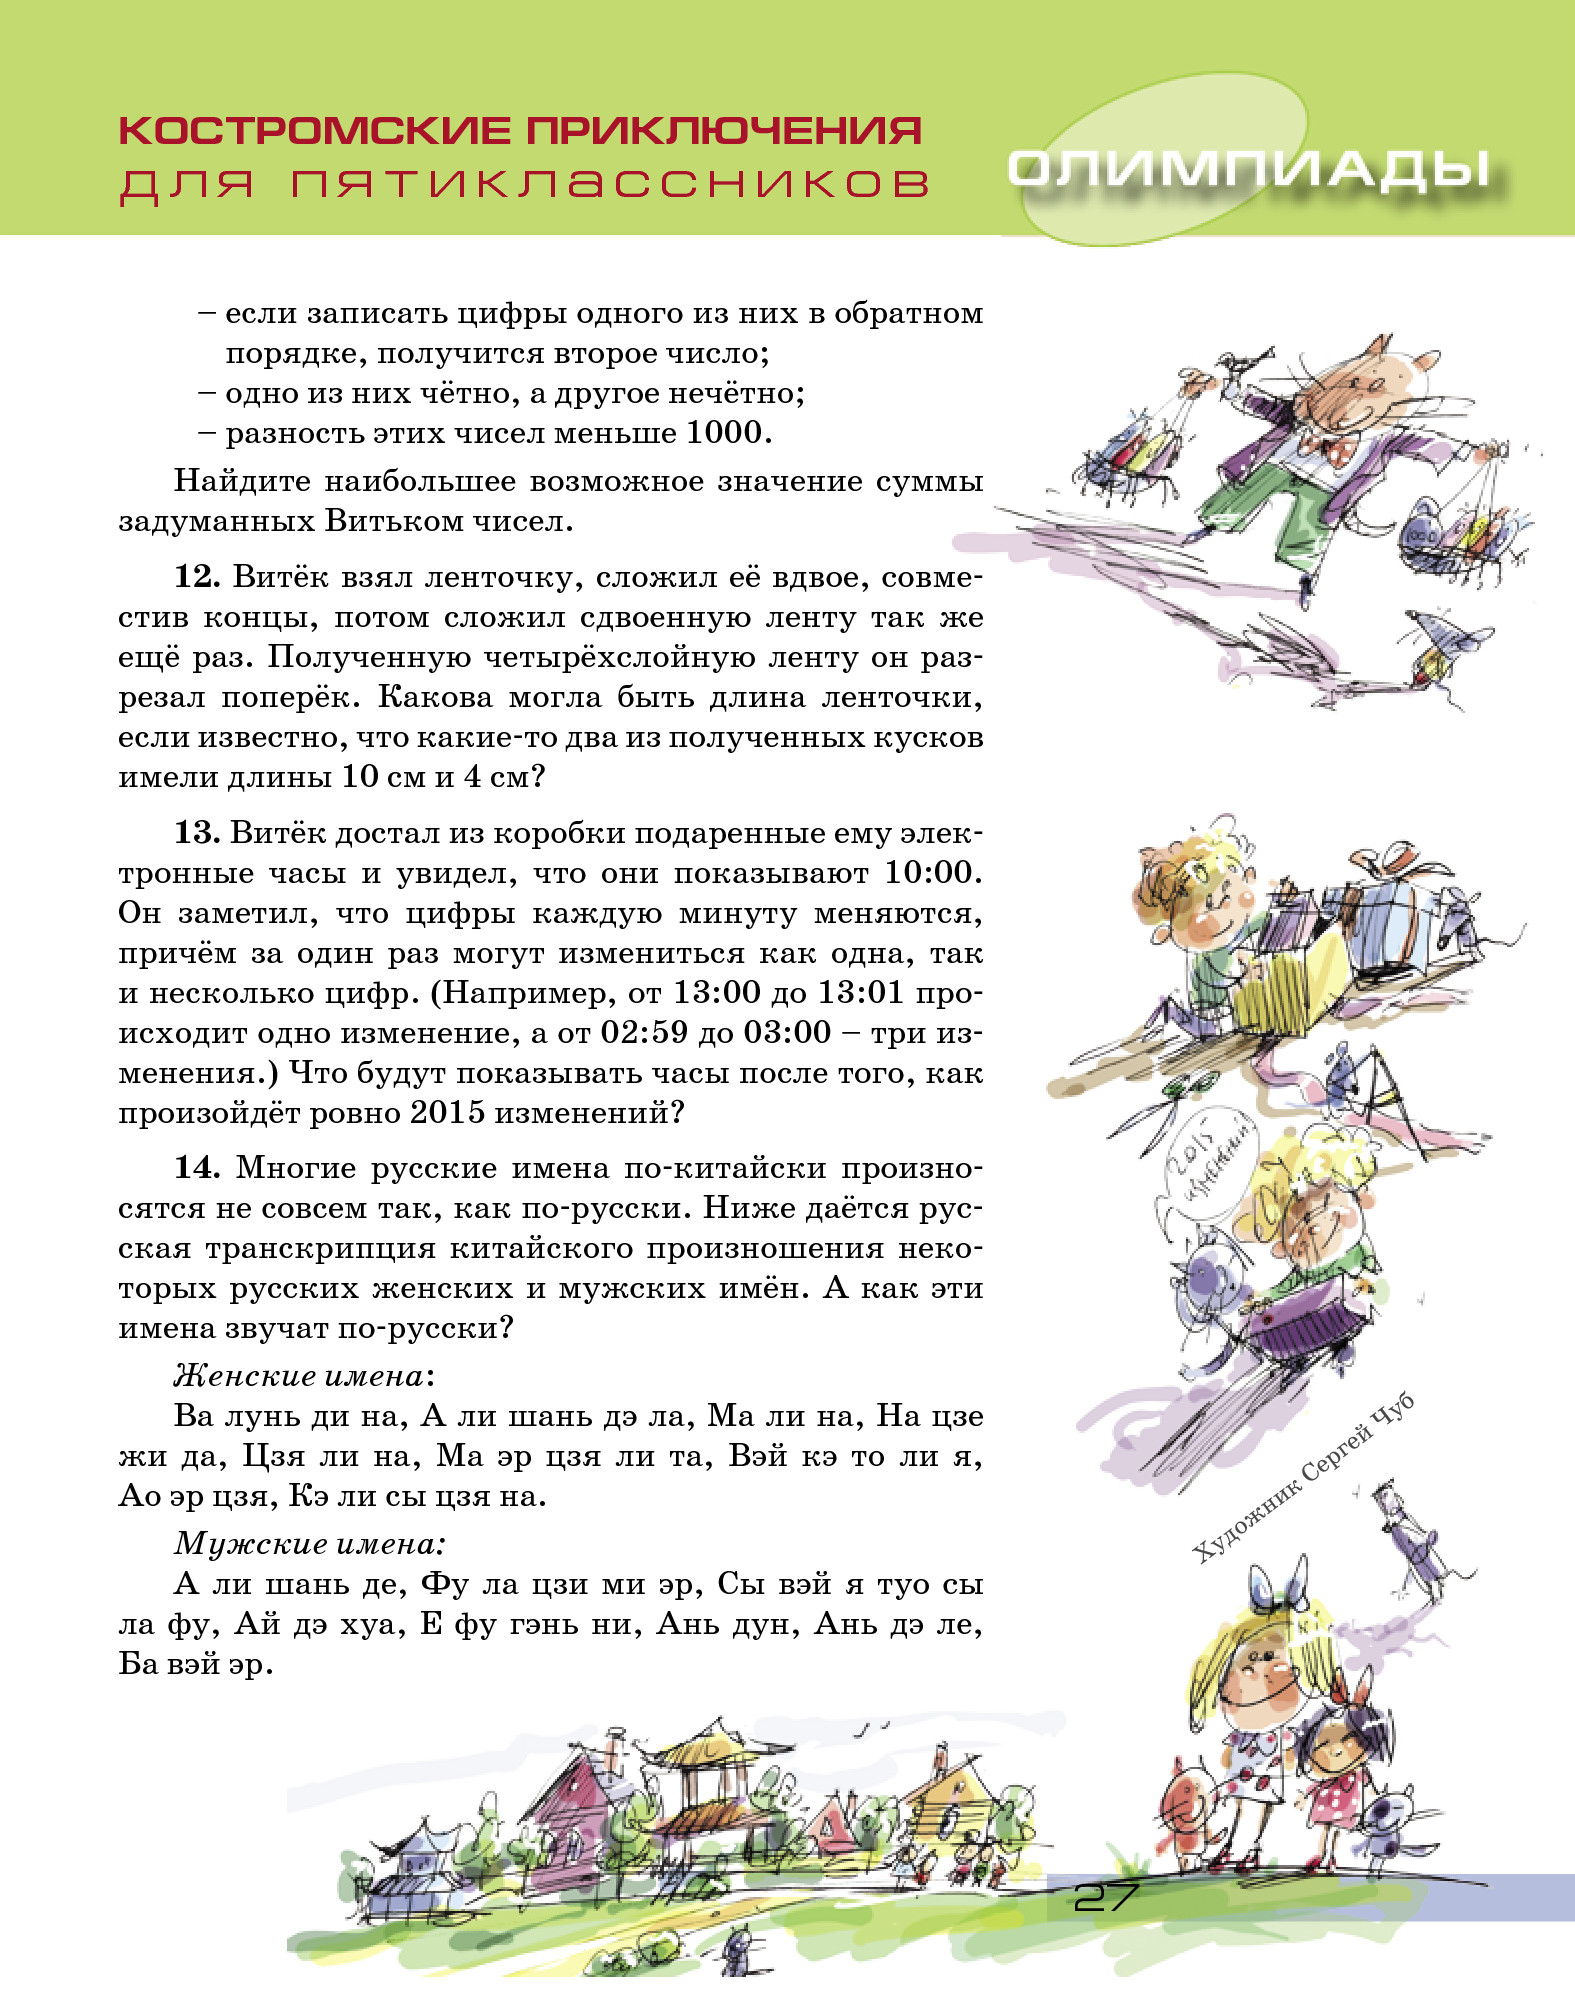 КОСТРОМСКИЕ ПРИКЛЮЧЕНИЯ
ДЛЯ ПЯТИКЛАССНИКОВ
ОЛИМПИАДЫ
– если записать цифры одного из них в обратном
порядке, получится второе число;
– одно из них чётно, а другое нечётно;
– разность этих чисел меньше 1000.
Найдите наибольшее возможное значение суммы
задуманных Витьком чисел.
12. Витёк взял ленточку, сложил её вдвое, совме-
стив концы, потом сложил сдвоенную ленту так же
ещё раз. Полученную четырёхслойную ленту он раз-
резал поперёк. Какова могла быть длина ленточки,
если известно, что какие-то два из полученных кусков
имели длины 10 см и 4 см?
13. Витёк достал из коробки подаренные ему элек-
тронные часы и увидел, что они показывают 10:00.
Он заметил, что цифры каждую минуту меняются,
причём за один раз могут измениться как одна, так
и несколько цифр. (Например, от 13:00 до 13:01 про-
исходит одно изменение, а от 02:59 до 03:00 – три из-
менения.) Что будут показывать часы после того, как
произойдёт ровно 2015 изменений?
2015
изменений!
14. Многие русские имена по-китайски произно-
сятся не совсем так, как по-русски. Ниже даётся рус-
ская транскрипция китайского произношения неко-
торых русских женских и мужских имён. А как эти
имена звучат по-русски?
Женские имена:
Ва лунь ди на, А ли шань дэ ла, Ма ли на, На цзе
жи да, Цзя ли на, Ма эр цзя ли та, Вэй кэ то ли я,
Ао эр цзя, Кэ ли сы цзя на.
Мужские имена:
А ли шань де, Фу ла цзи ми эр, Сы вэй я туо сы
ла фу, Ай дэ хуа, Е фу гэнь ни, Ань дун, Ань дэ ле,
Ба вэй эр.
Художник Сергей Чуб
27